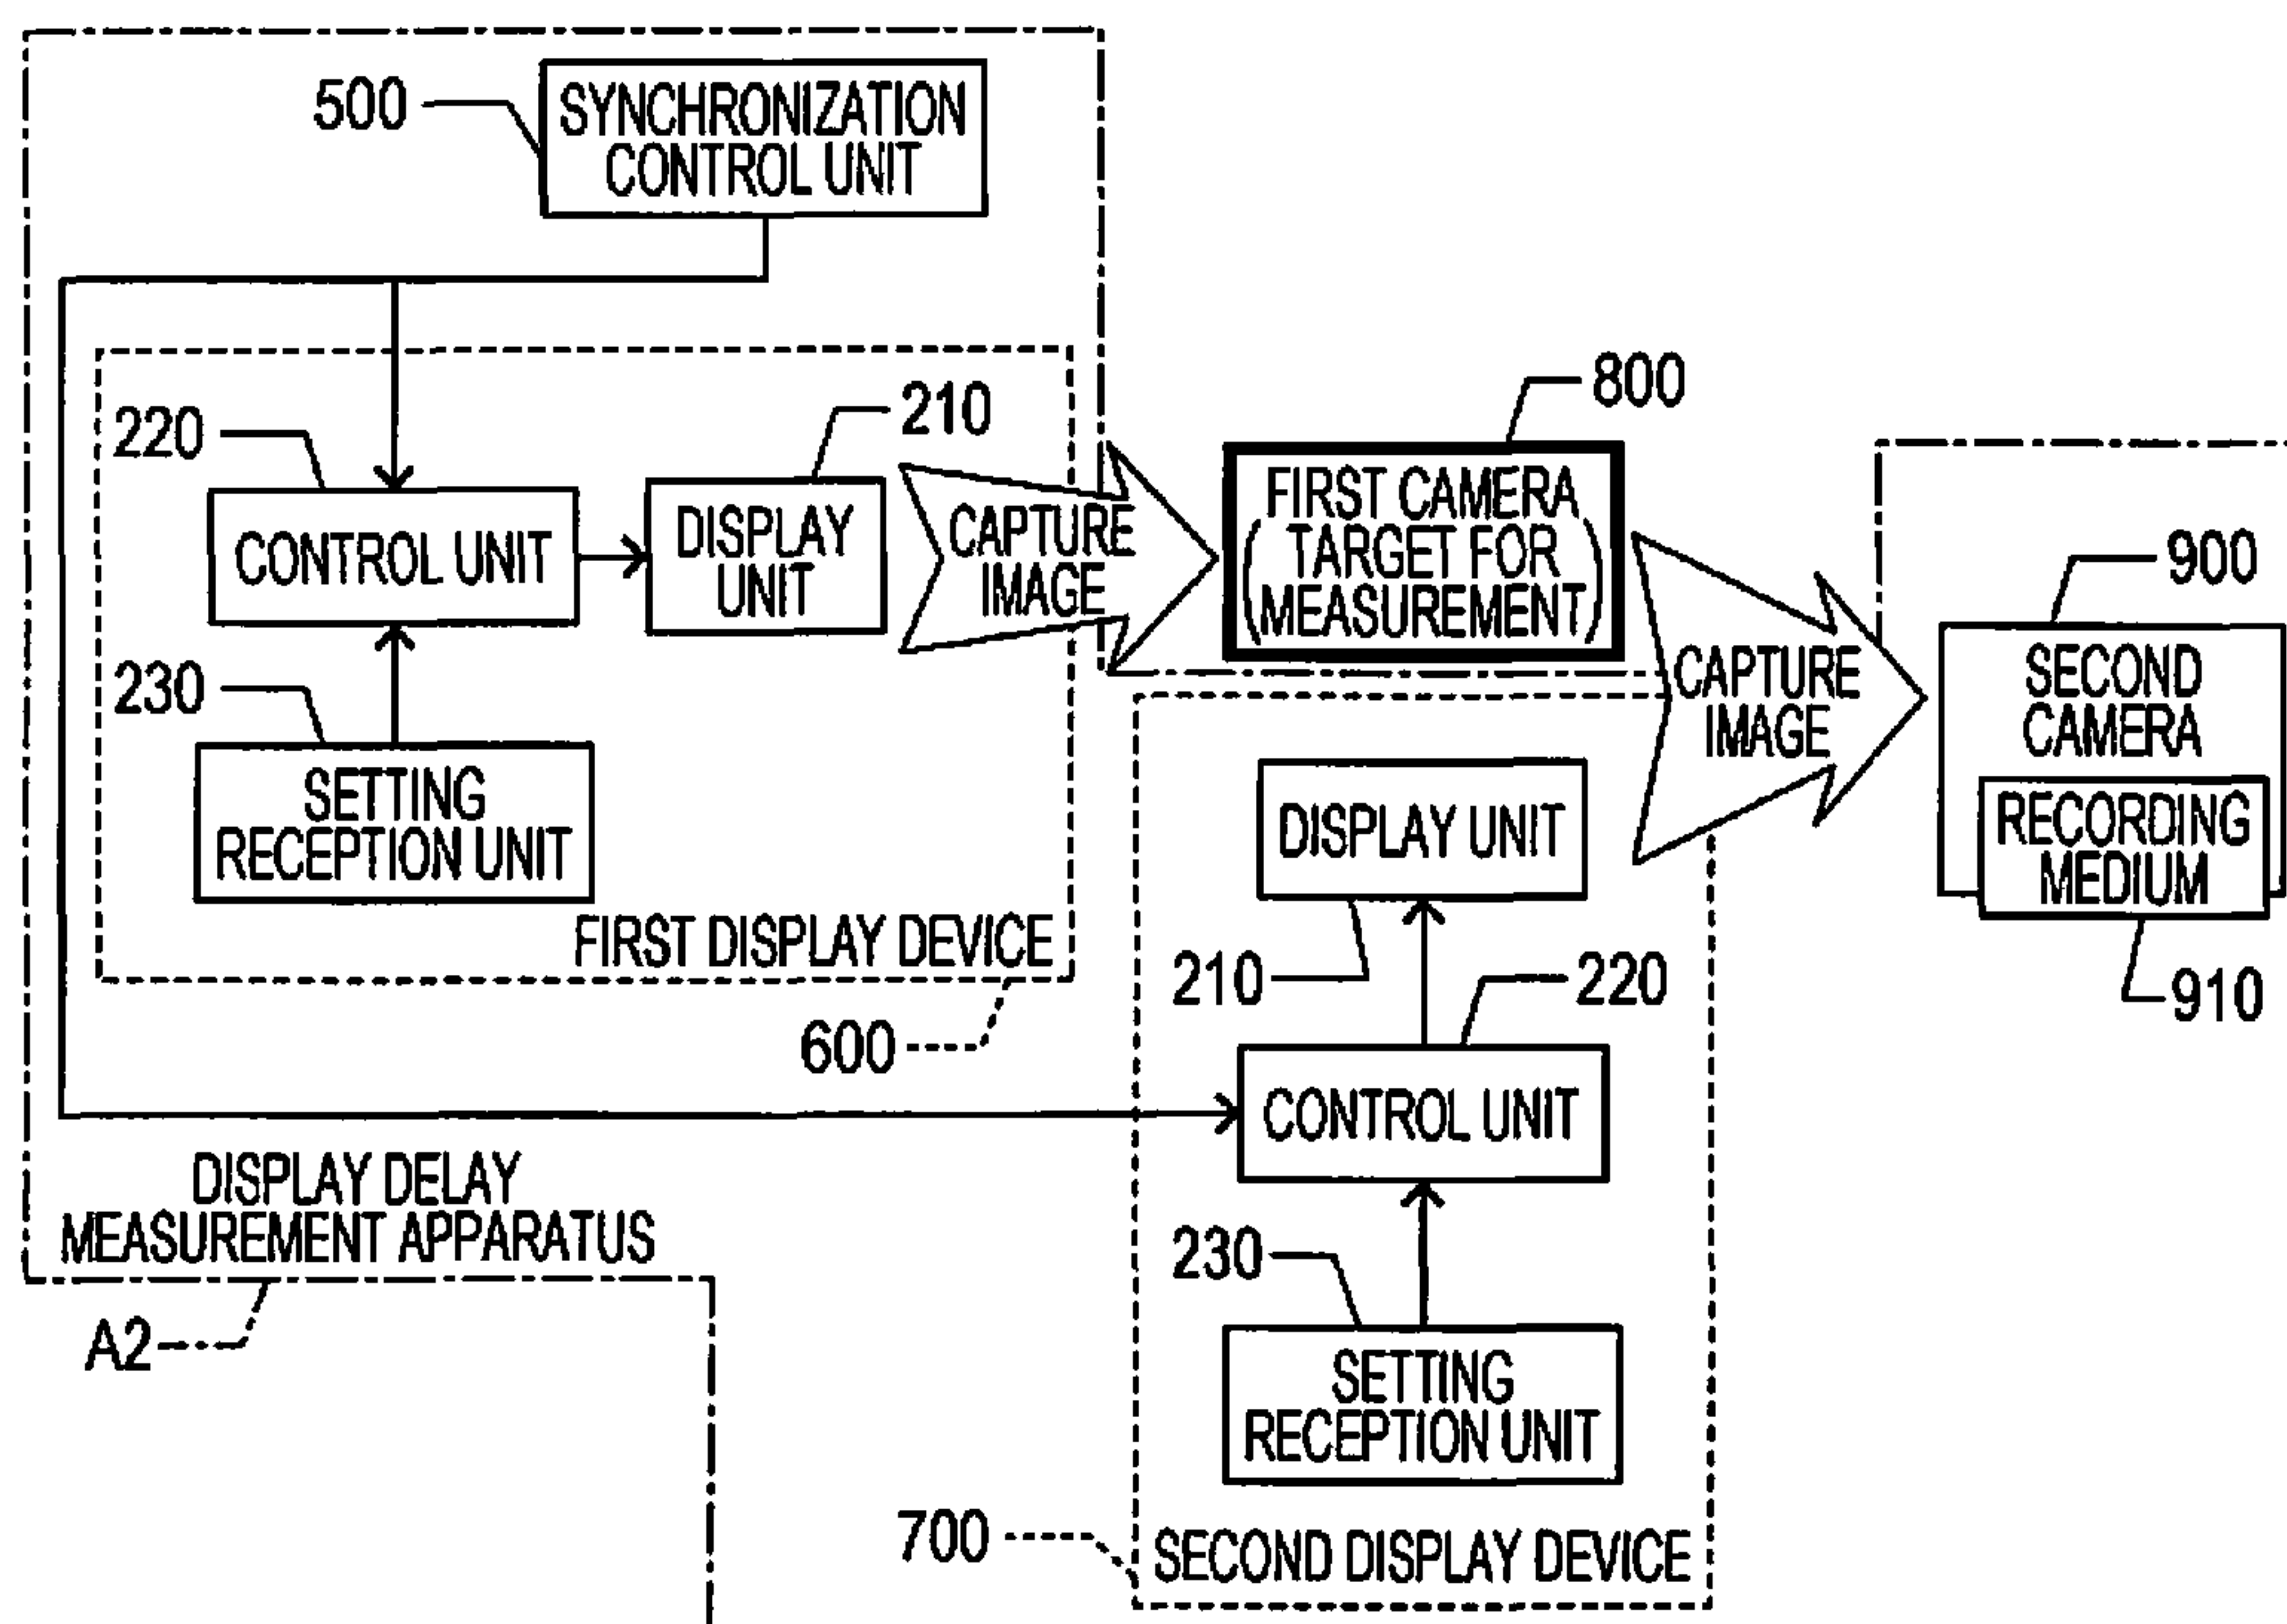 500
SYNCHRONIZATION
CONTROL UNIT
800
210
220
FIRST CAMERA
(TARGET FOR
MEASUREMENT)
CONTROL UNIT
DISPLAY
UNIT
CAPTURE
IMAGE
900
SECOND
CAMERA
RECORDING
MEDIUM
910
CAPTURE
IMAGE
230
SETTING
RECEPTION UNIT
FIRST DISPLAY DEVICE
600
DISPLAY UNIT
210
220
CONTROL UNIT
230
SETTING
RECEPTION UNIT
700
SECOND DISPLAY DEVICE
DISPLAY DELAY
MEASUREMENT APPARATUS
A2